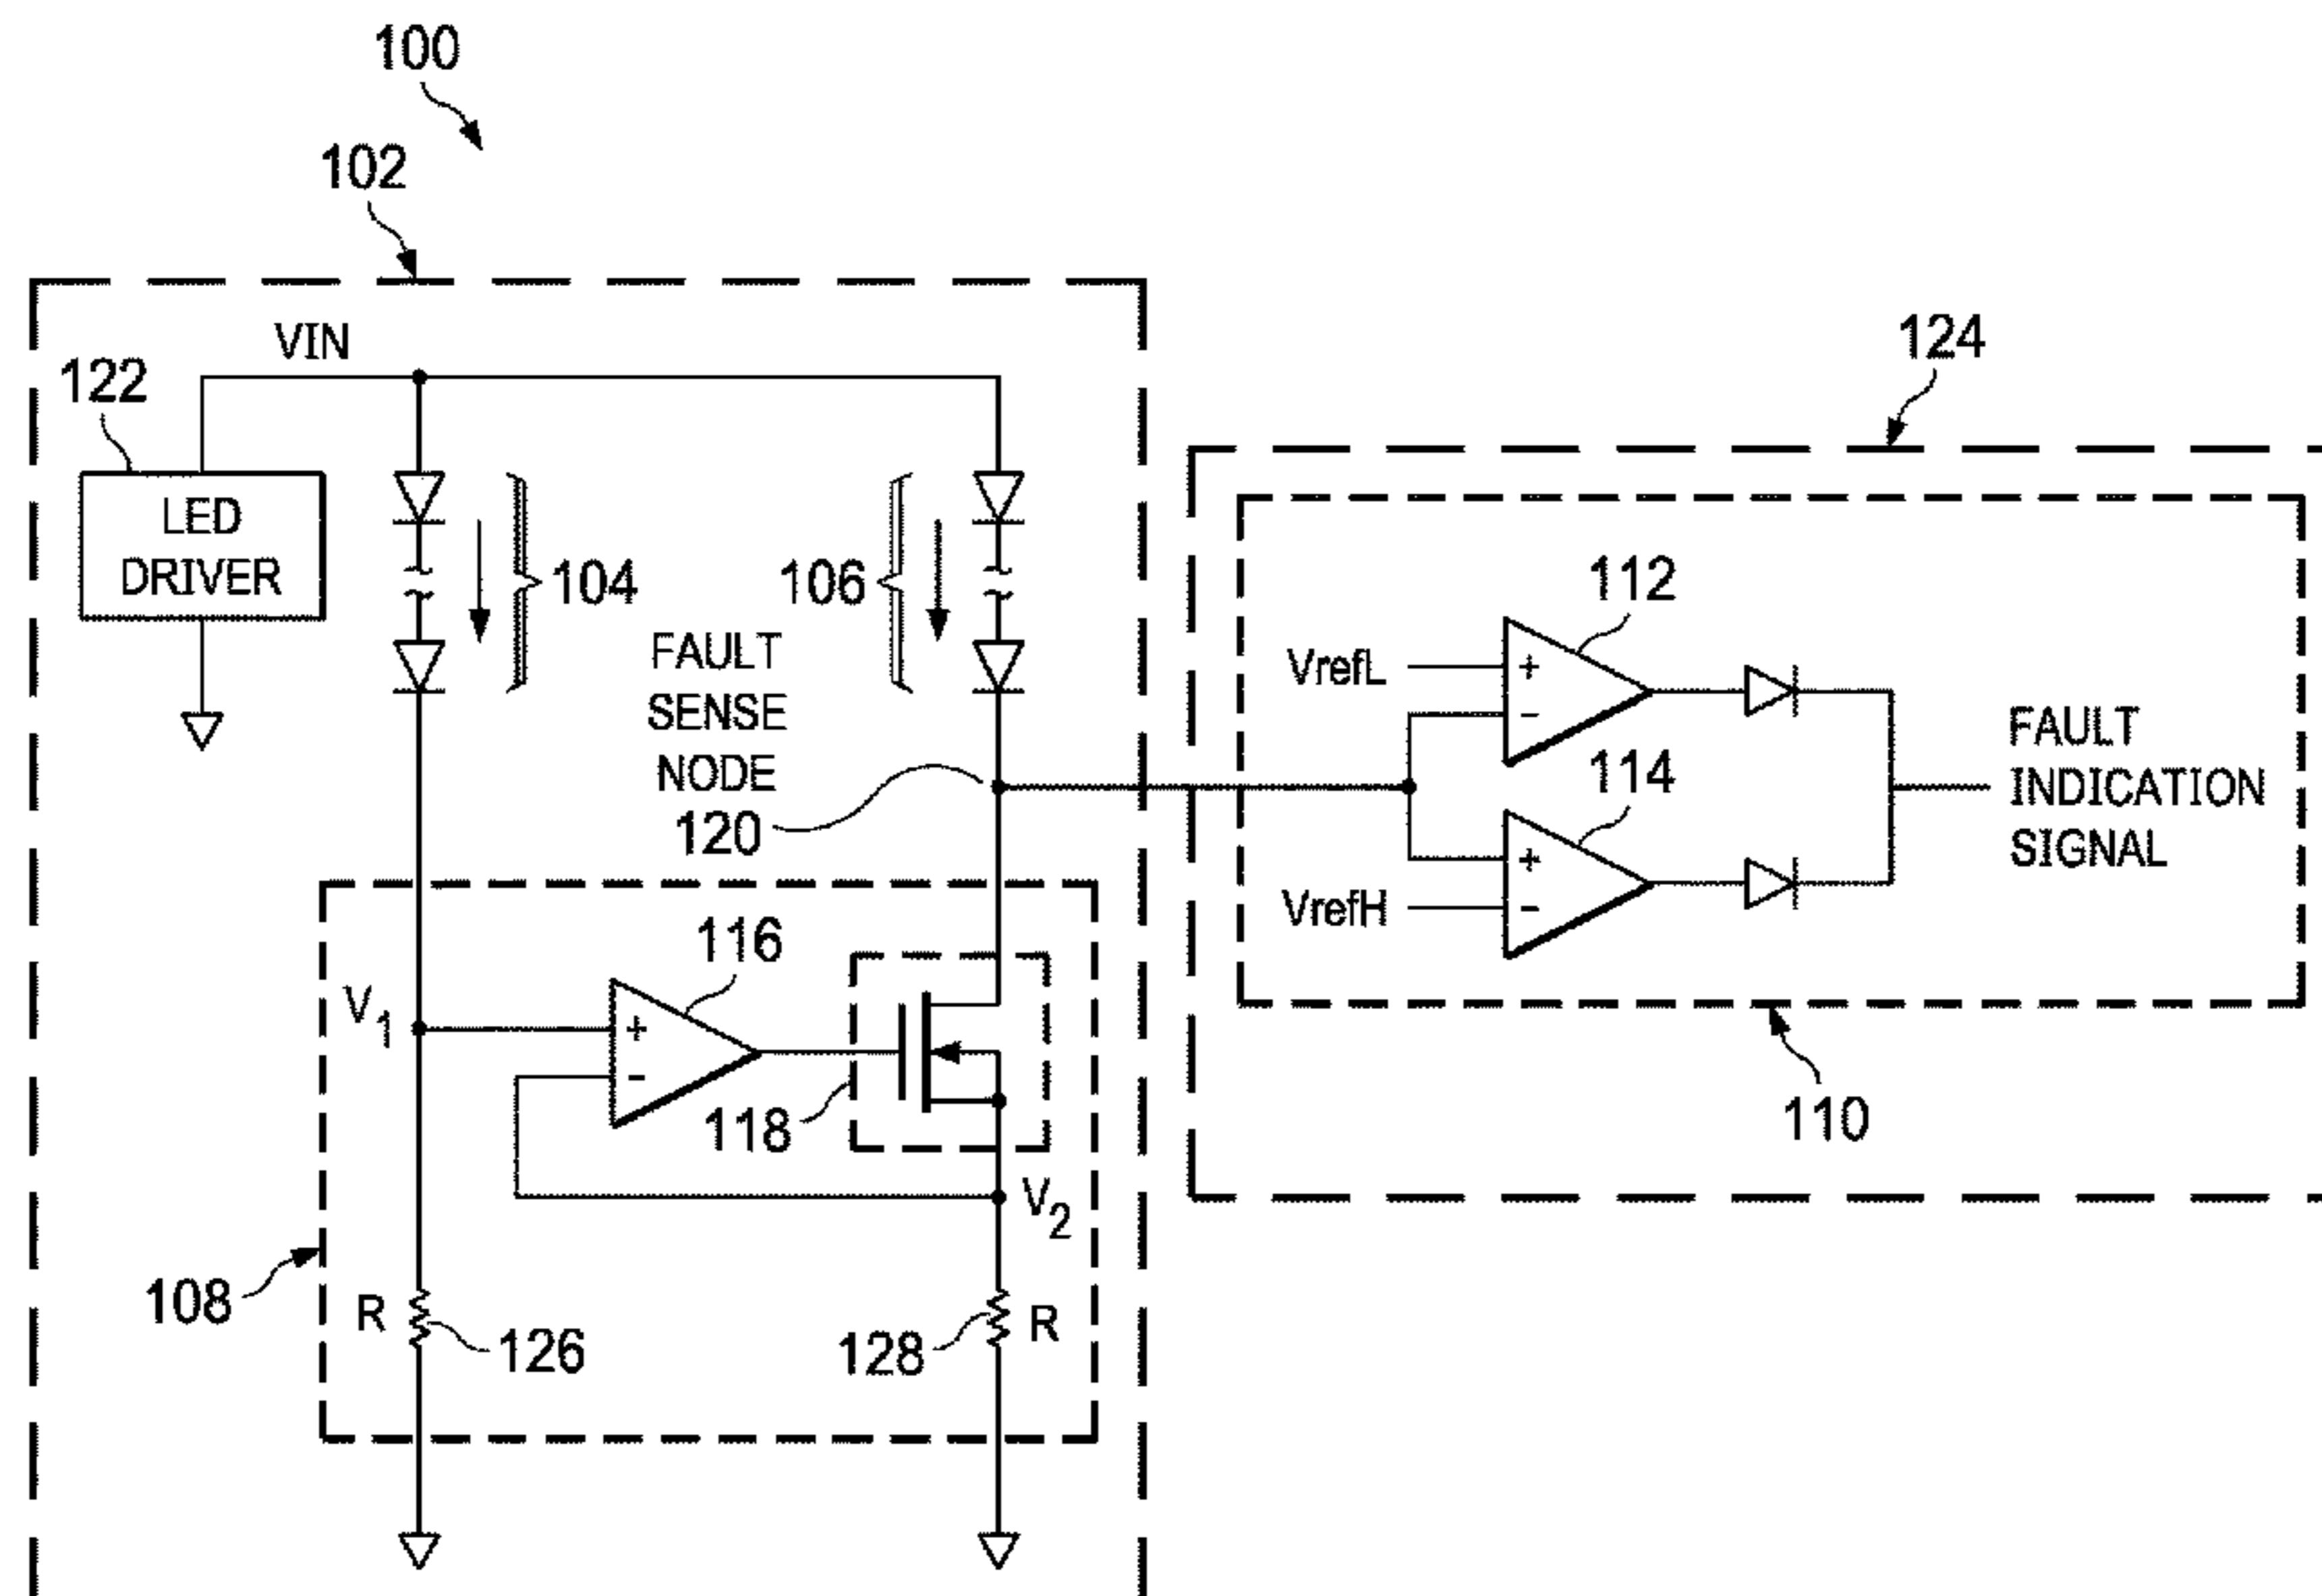 100
102
VIN
122
LED
DRIVER
104
106
FAULT
SENSE
NODE
120
124
112
VrefL
+
-
114
+
VrefH
-
FAULT
INDICATION
SIGNAL
110
116
V1
+
-
118
V2
108
R
126
128
R